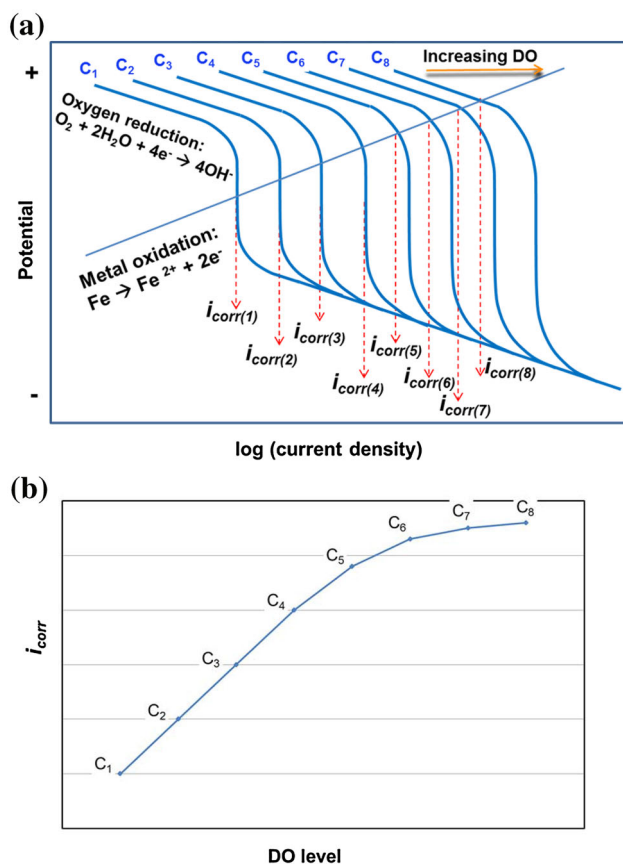 (a)
+
C1 C2 C3 C4 C5 C6 C7 C8
Increasing DO
Oxygen reduction:
O2 + 2H2O + 4e- → 4OH-
Metal oxidation:
Fe → Fe 2+ + 2e-
Potential
icorr(1)
icorr(2)
icorr(3)
icorr(4)
icorr(5)
icorr(6)
icorr(7)
icorr(8)
-
log (current density)
(b)
C1
C2
C3
C4
C5
C6
C7
C8
icorr
DO level